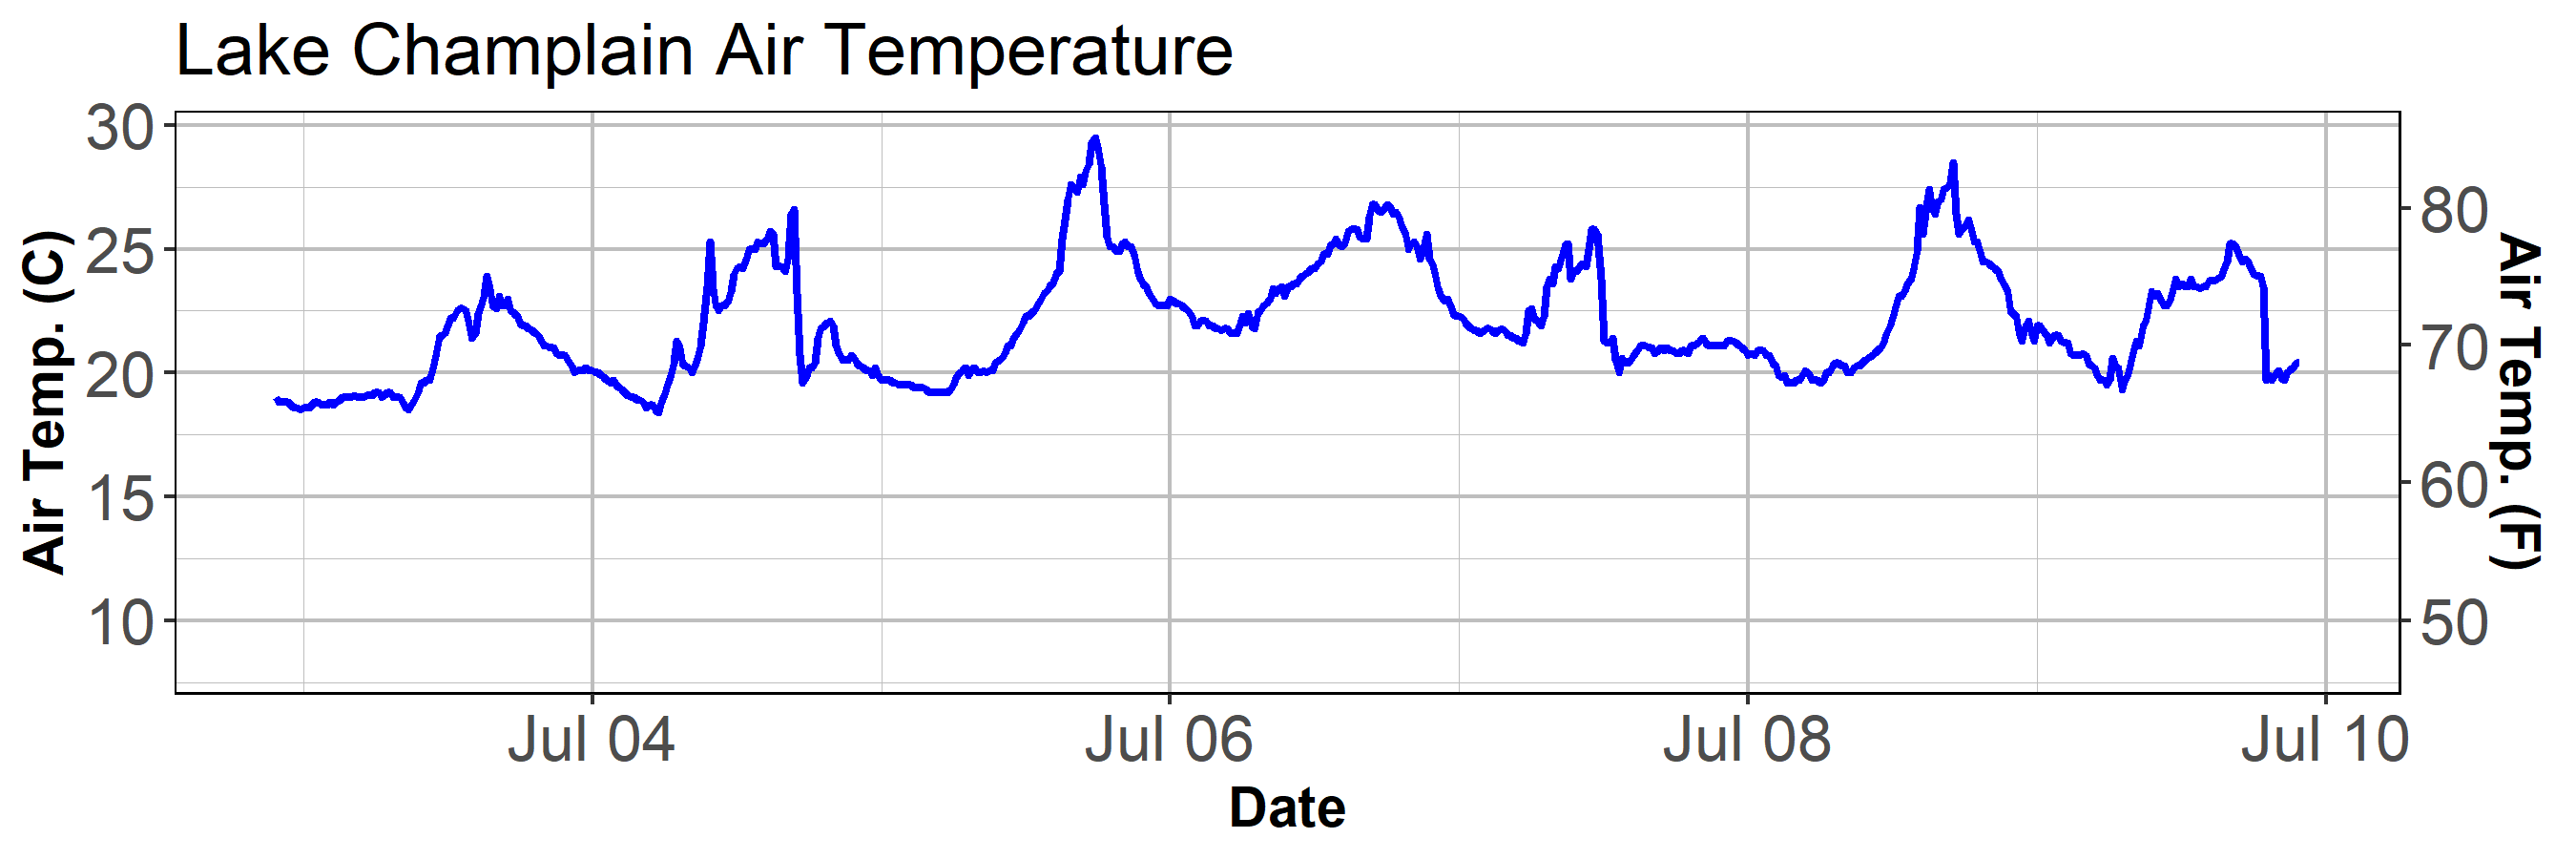 Lake Champlain Air Temperature
Air Temp. (C)
30
25
20
15
10
80
70
60
50
Air Temp. (F)
Jul 04 Jul 06 Jul 08 Jul 10
Date